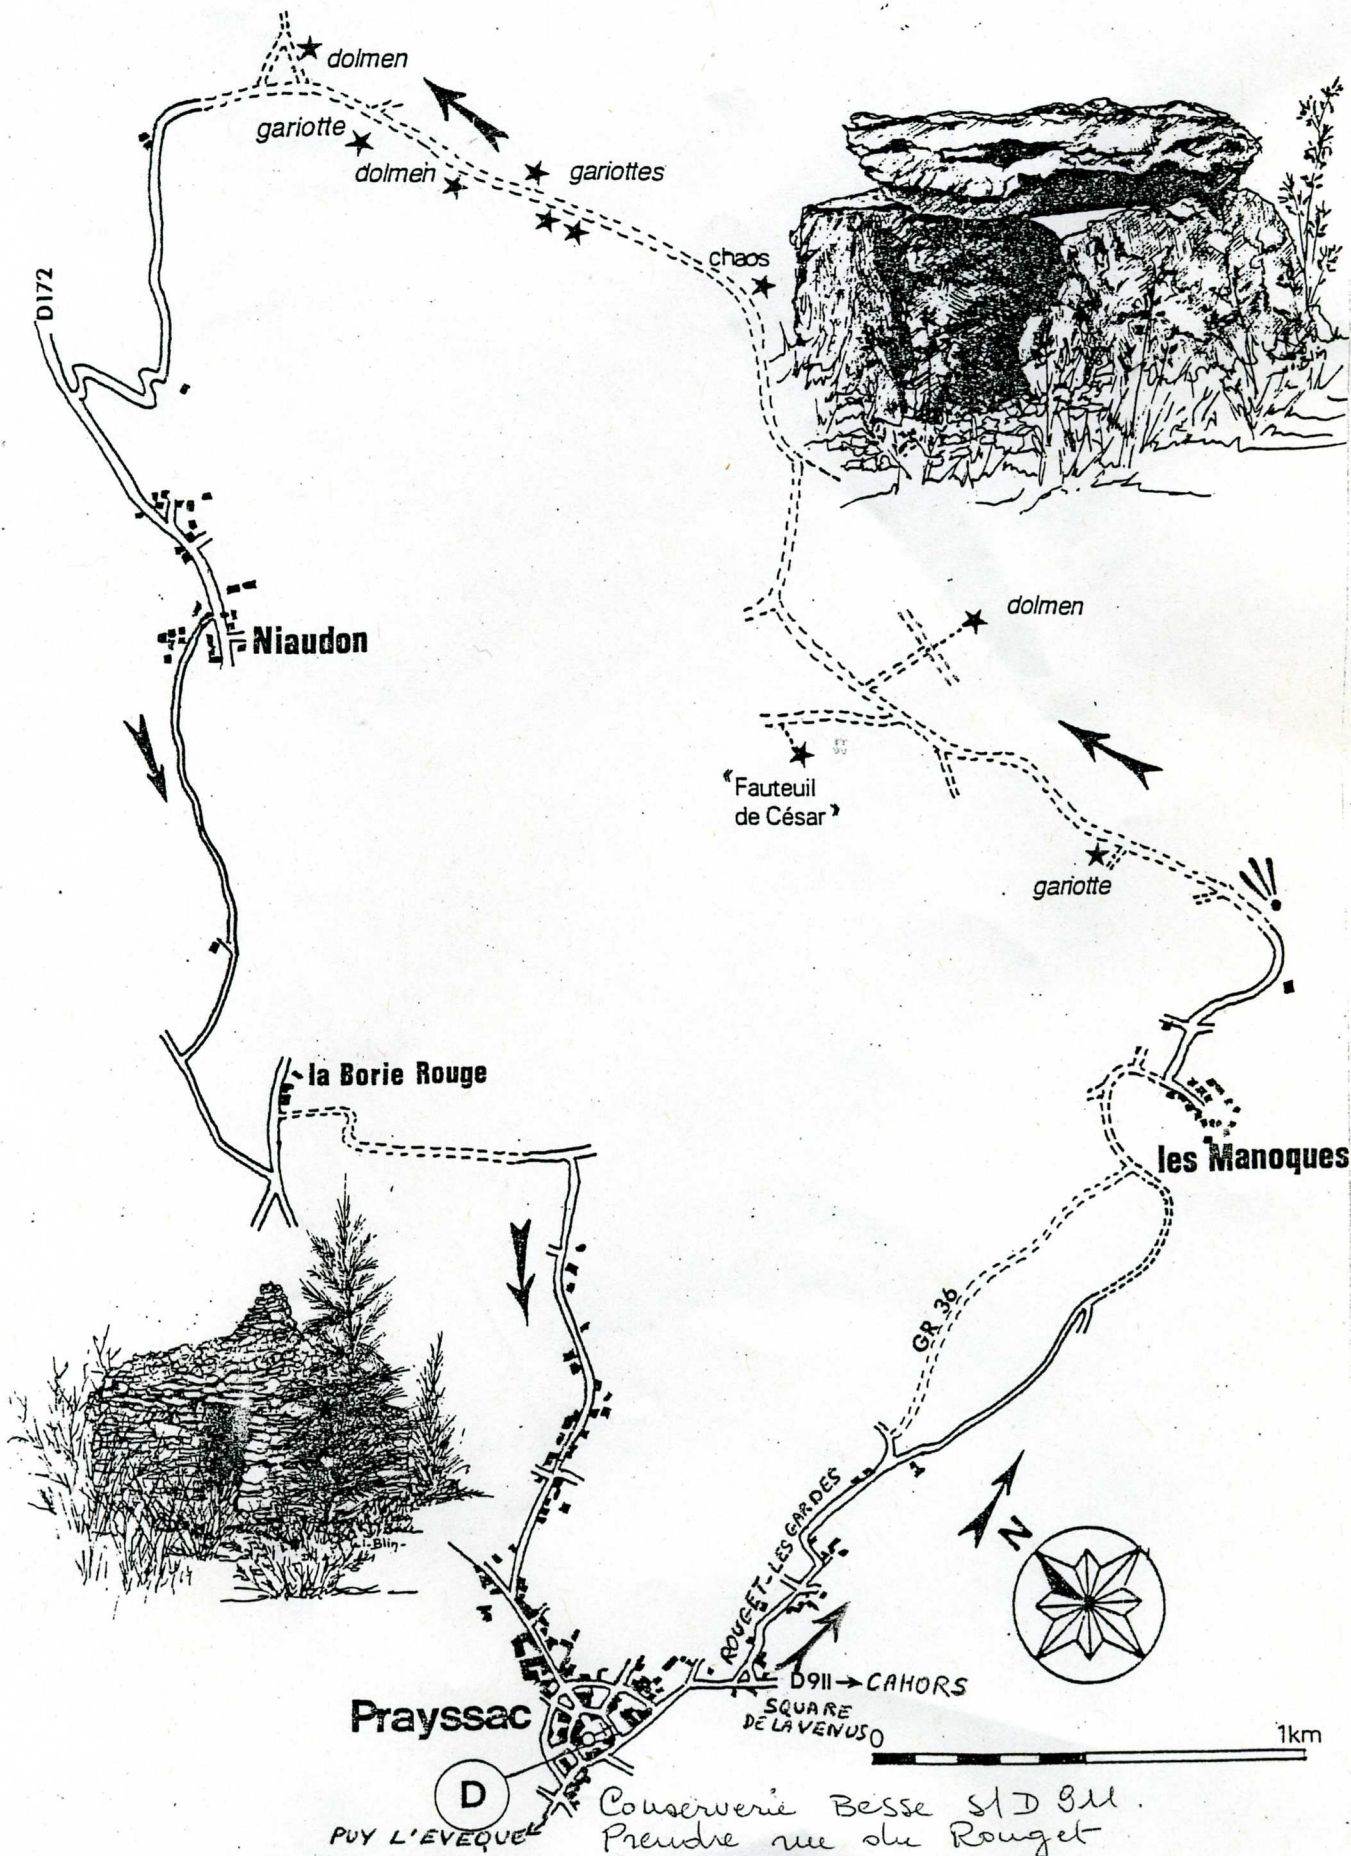 dolmen
gariotte
dolmen
gariottes
chaos
D172
dolmen
Niaudon
"Fauteuil
de César"
gariotte
la Borie Rouge
les Manoques
GR 36
-Blin-
ROUGET-LES GARDES
N
D911→CAHORS
SQUARE
DE LA VENUS
0
1km
Prayssac
D
PUY L'EVEQUE
Conserverie Besse s/D 911.
Prendre rue du Rouget